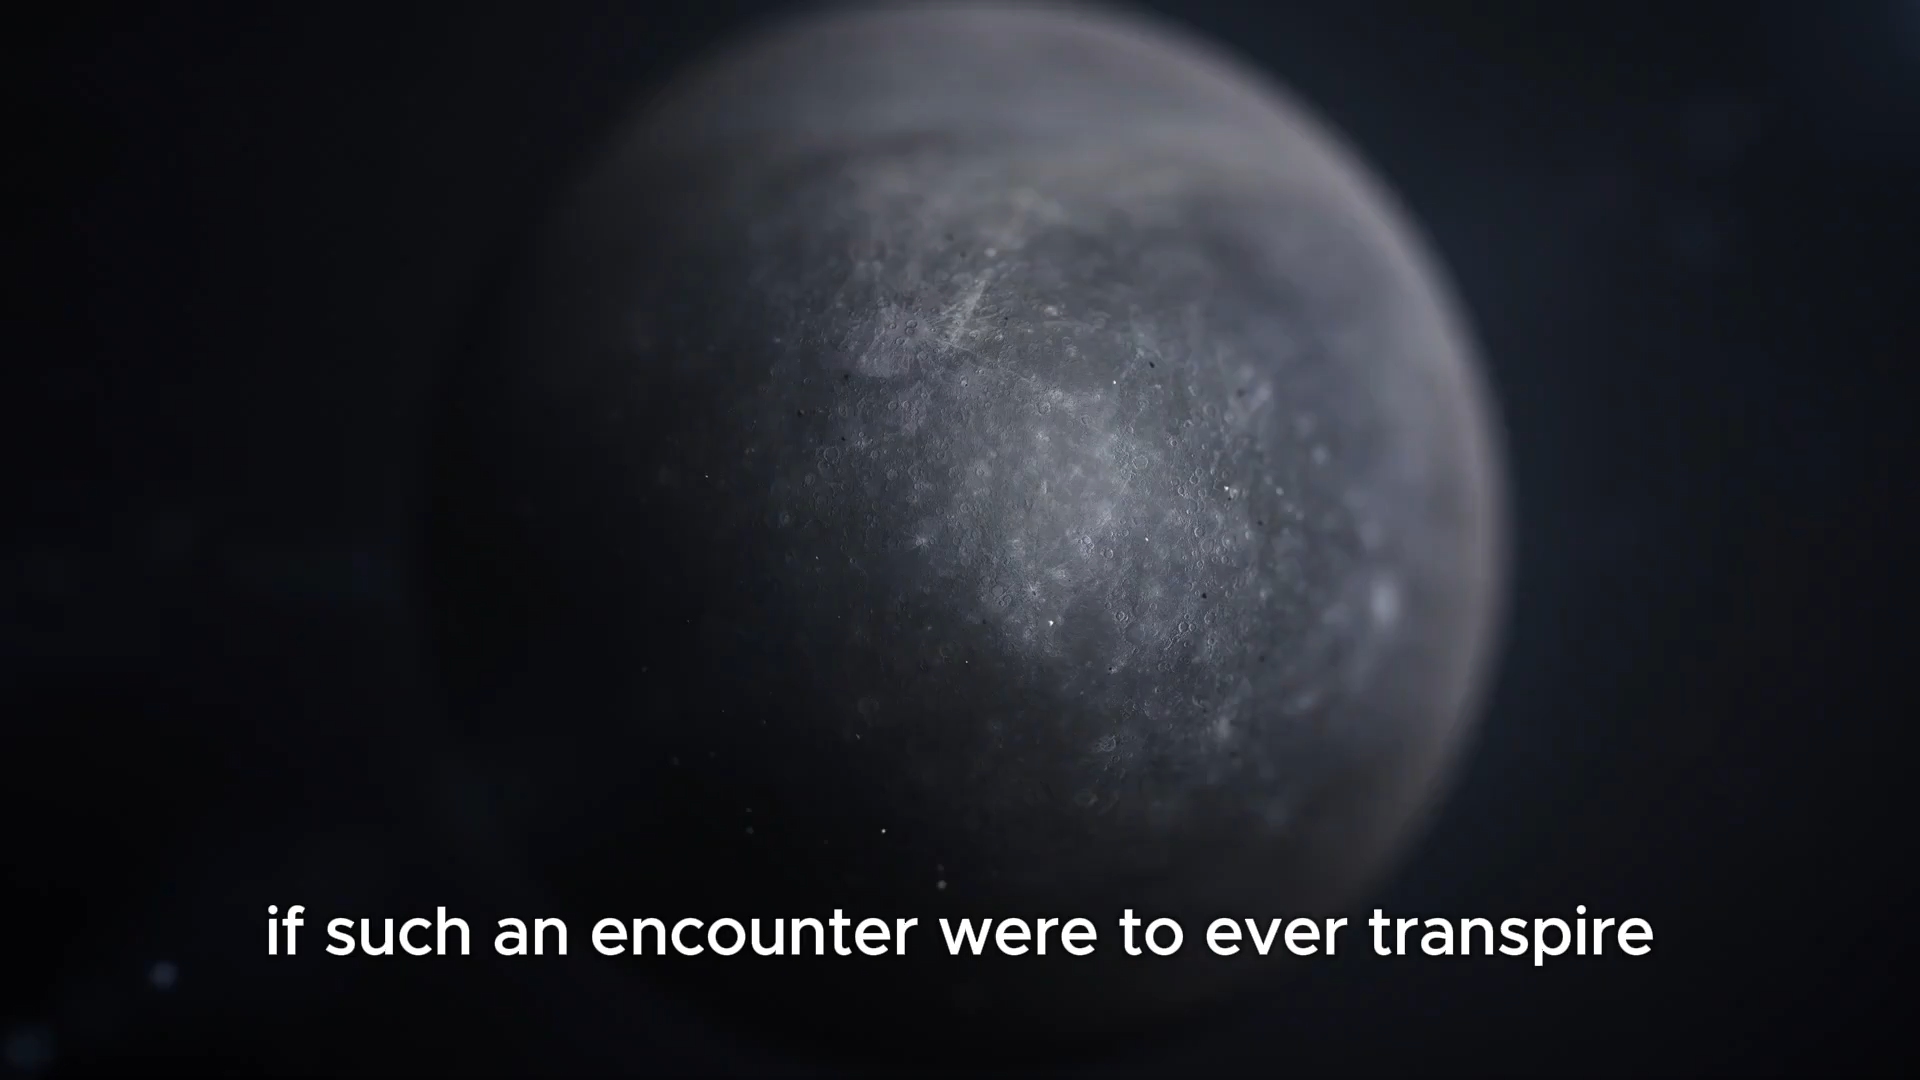 if such an encounter were to ever transpire